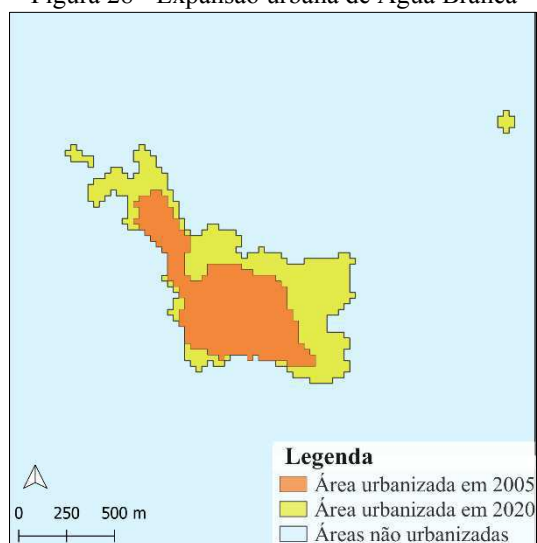 Figura 28 - Expansão urbana de Água Branca
Legenda
Área urbanizada em 2005
Área urbanizada em 2020
Áreas não urbanizadas
0 250 500 m